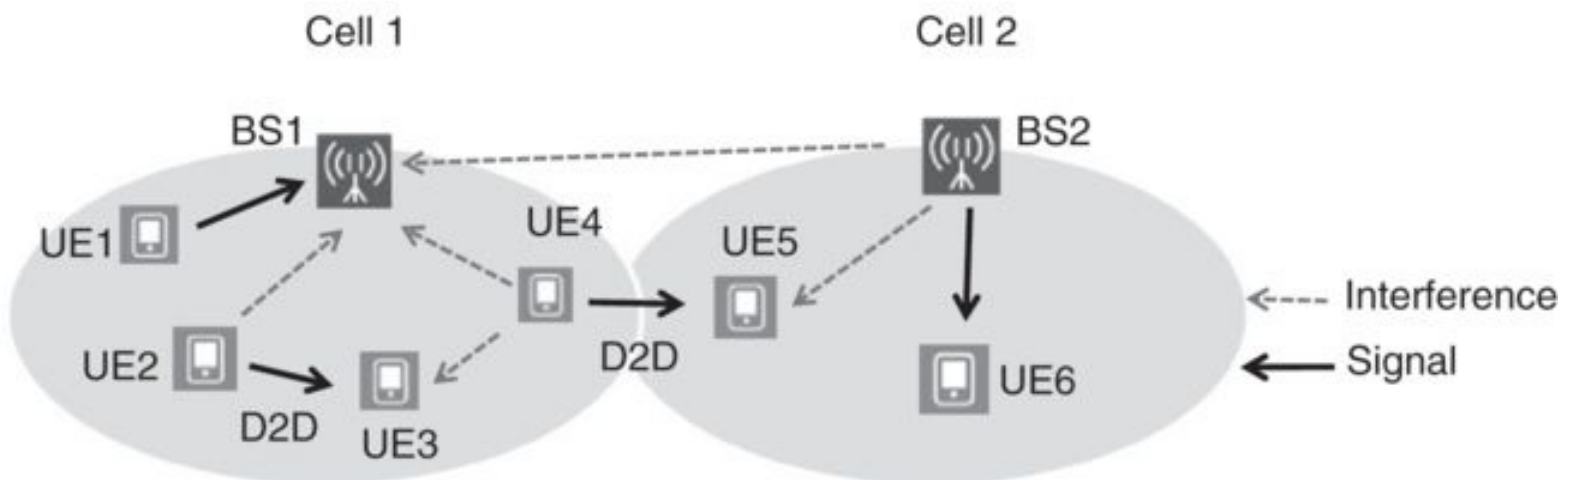 Cell 1
Cell 2
BS1
BS2
UE1
UE4
UE5
Interference
Signal
UE2
D2D
UE6
D2D
UE3